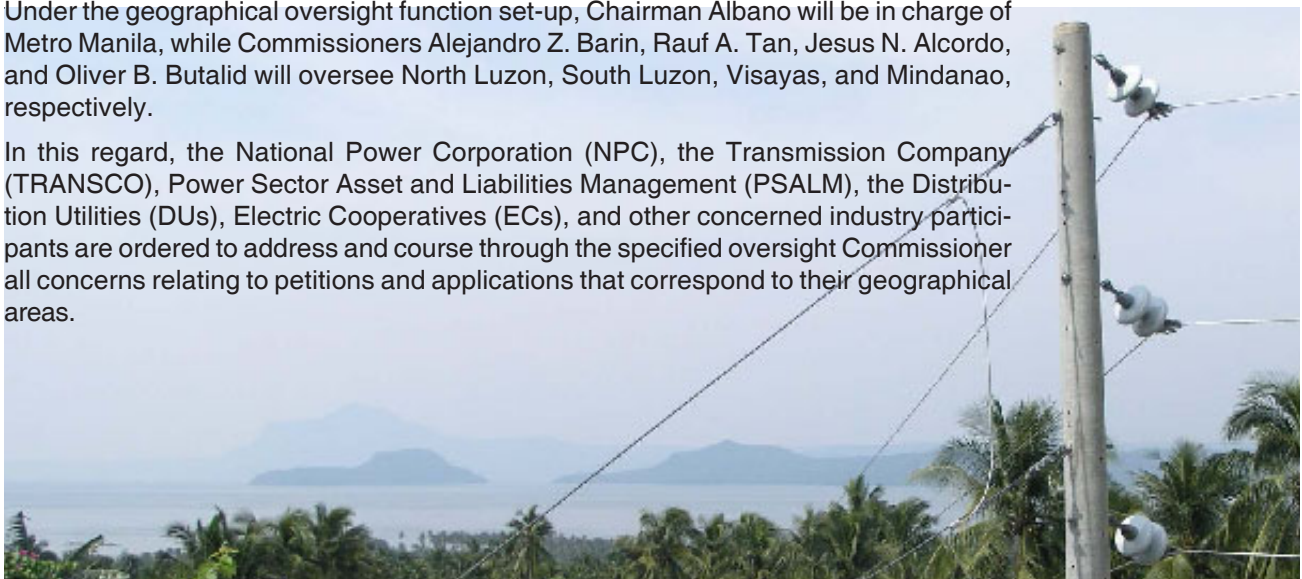 Under the geographical oversight function set-up, Chairman Albano will be in charge of
Metro Manila, while Commissioners Alejandro Z. Barin, Rauf A. Tan, Jesus N. Alcordo,
and Oliver B. Butalid will oversee North Luzon, South Luzon, Visayas, and Mindanao,
respectively.
In this regard, the National Power Corporation (NPC), the Transmission Company
(TRANSCO), Power Sector Asset and Liabilities Management (PSALM), the Distribu-
tion Utilities (DUs), Electric Cooperatives (ECs), and other concerned industry partici-
pants are ordered to address and course through the specified oversight Commissioner
all concerns relating to petitions and applications that correspond to their geographical
areas.